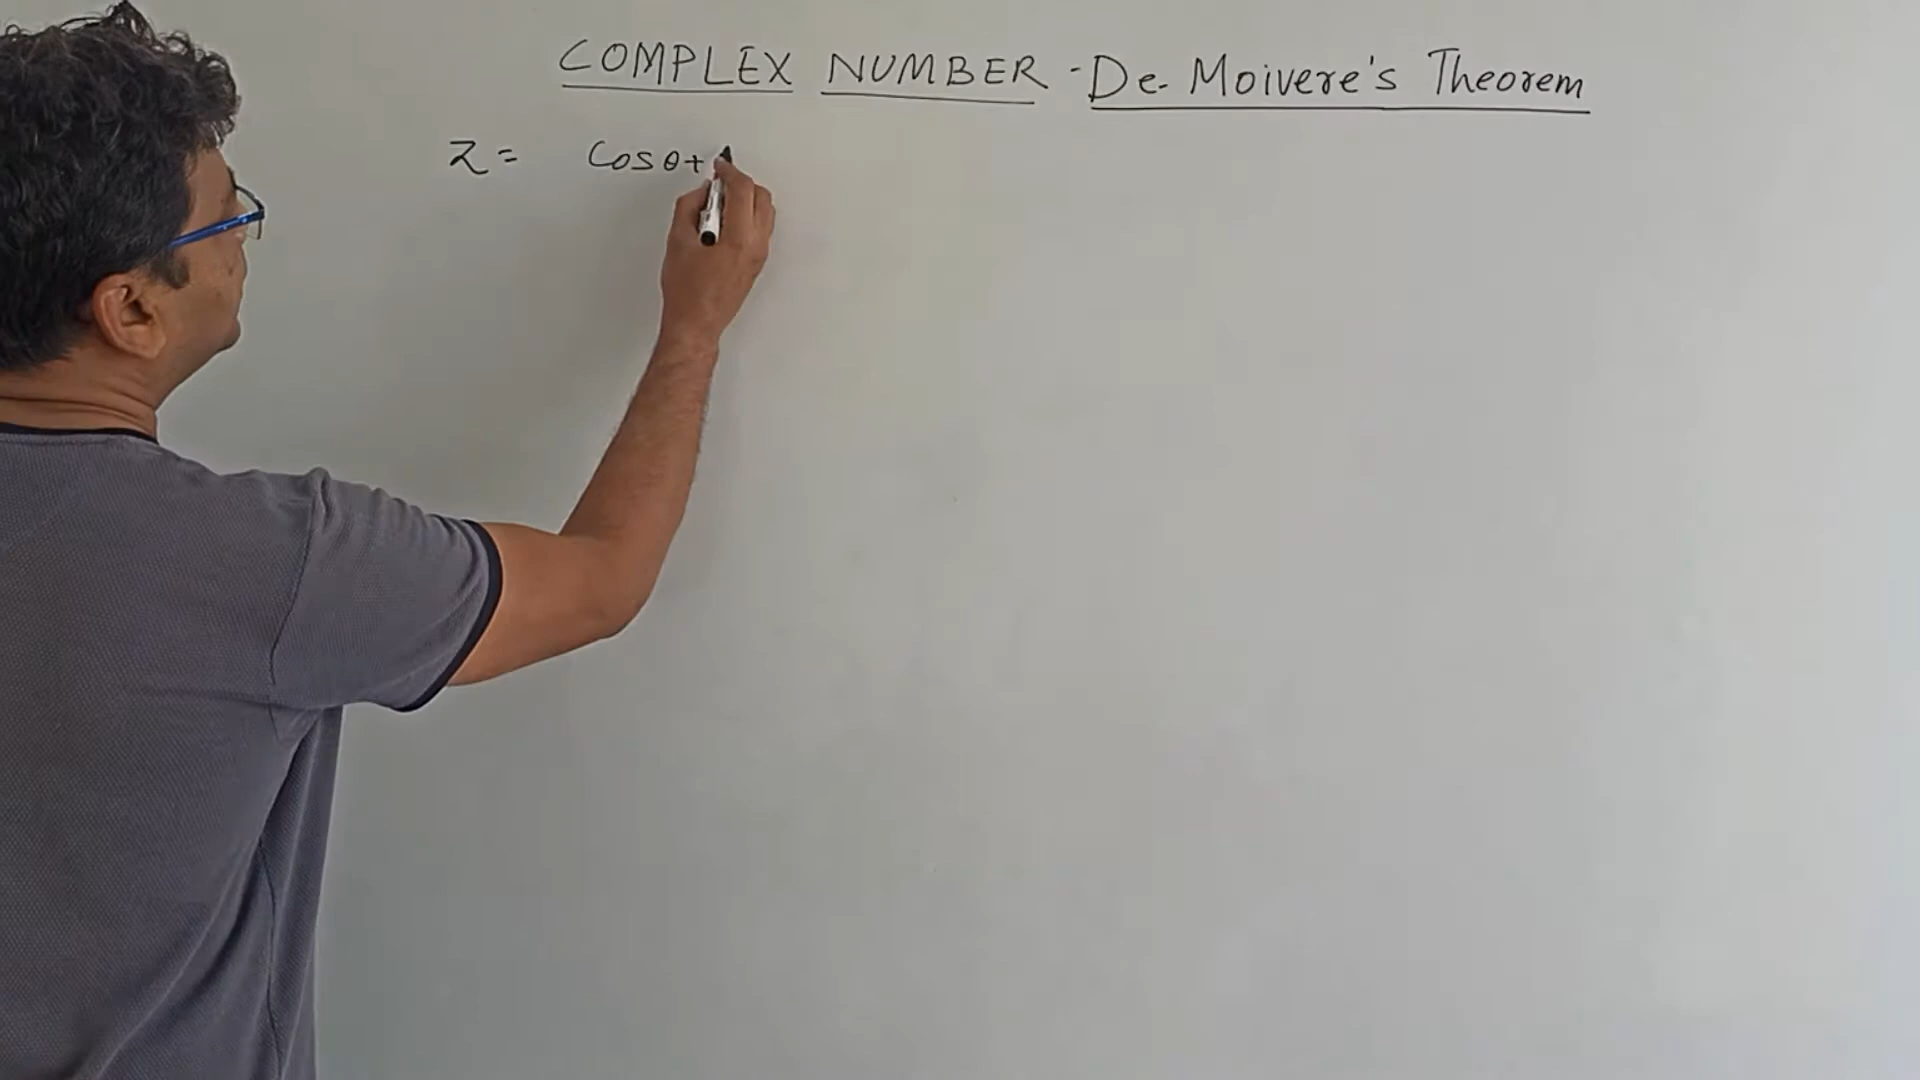 COMPLEX NUMBER - De-Moivere's Theorem
z = Cosθ+